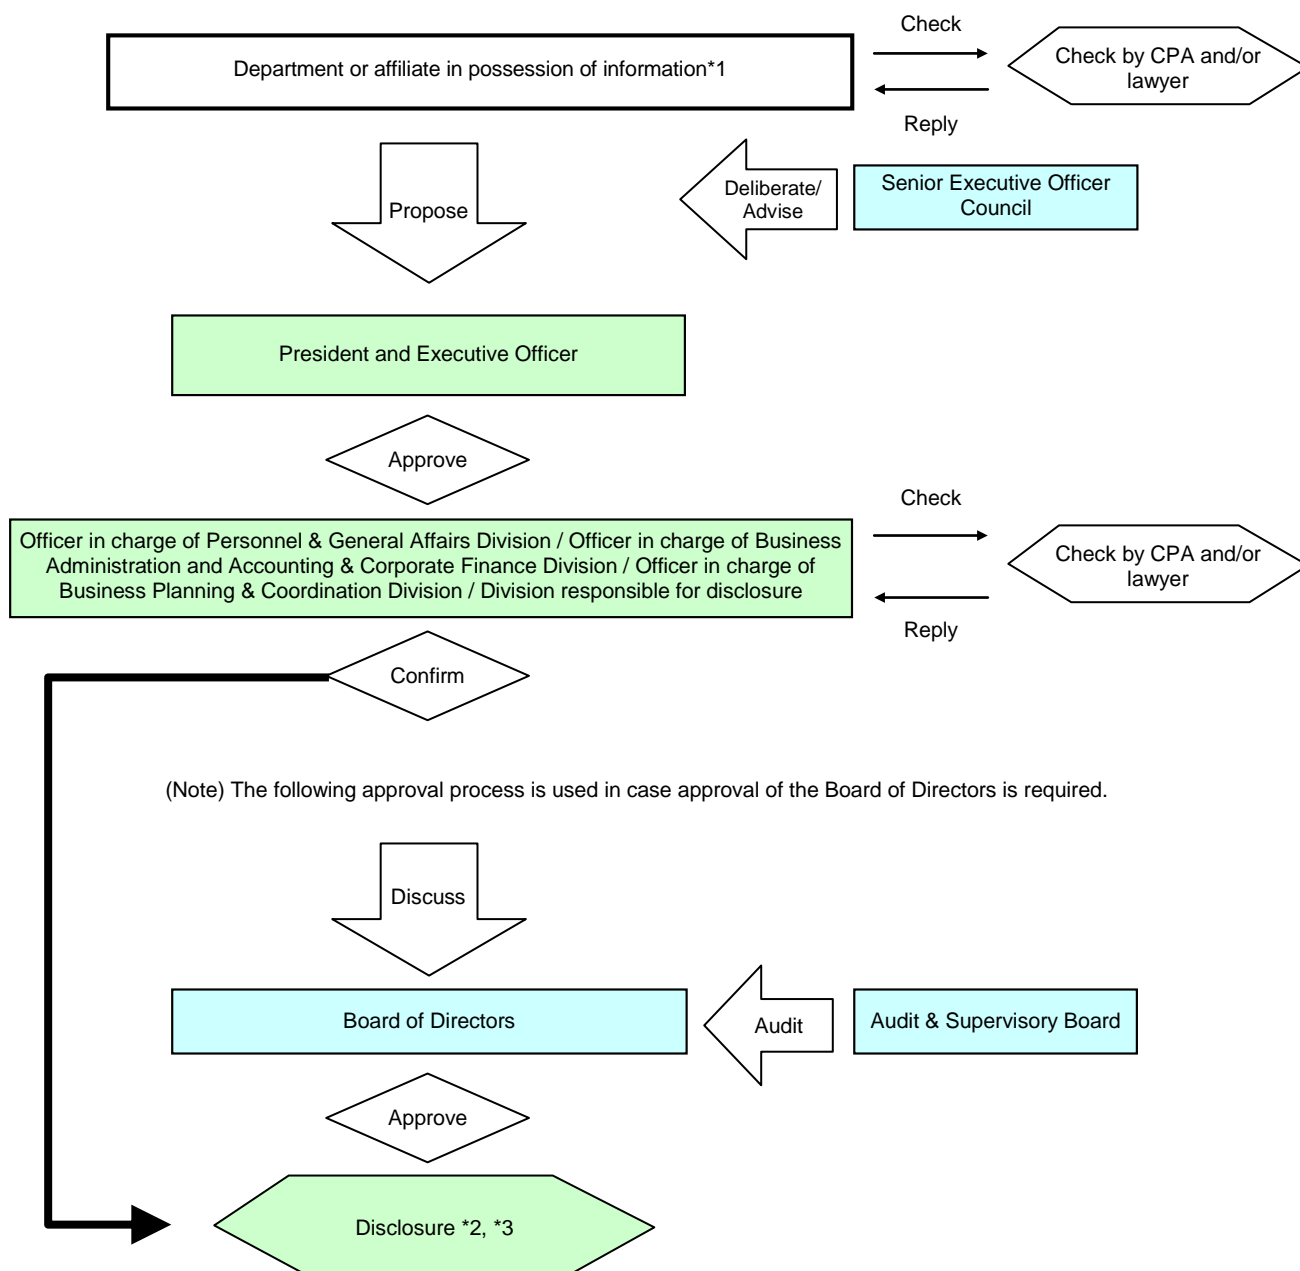 Check
Department or affiliate in possession of information*1
Check by CPA and/or
lawyer
Reply
Propose
Deliberate/
Advise
Senior Executive Officer
Council
President and Executive Officer
Approve
Check
Officer in charge of Personnel & General Affairs Division / Officer in charge of Business
Administration and Accounting & Corporate Finance Division / Officer in charge of
Business Planning & Coordination Division / Division responsible for disclosure
Check by CPA and/or
lawyer
Reply
Confirm
(Note) The following approval process is used in case approval of the Board of Directors is required.
Discuss
Board of Directors
Audit
Audit & Supervisory Board
Approve
Disclosure *2, *3